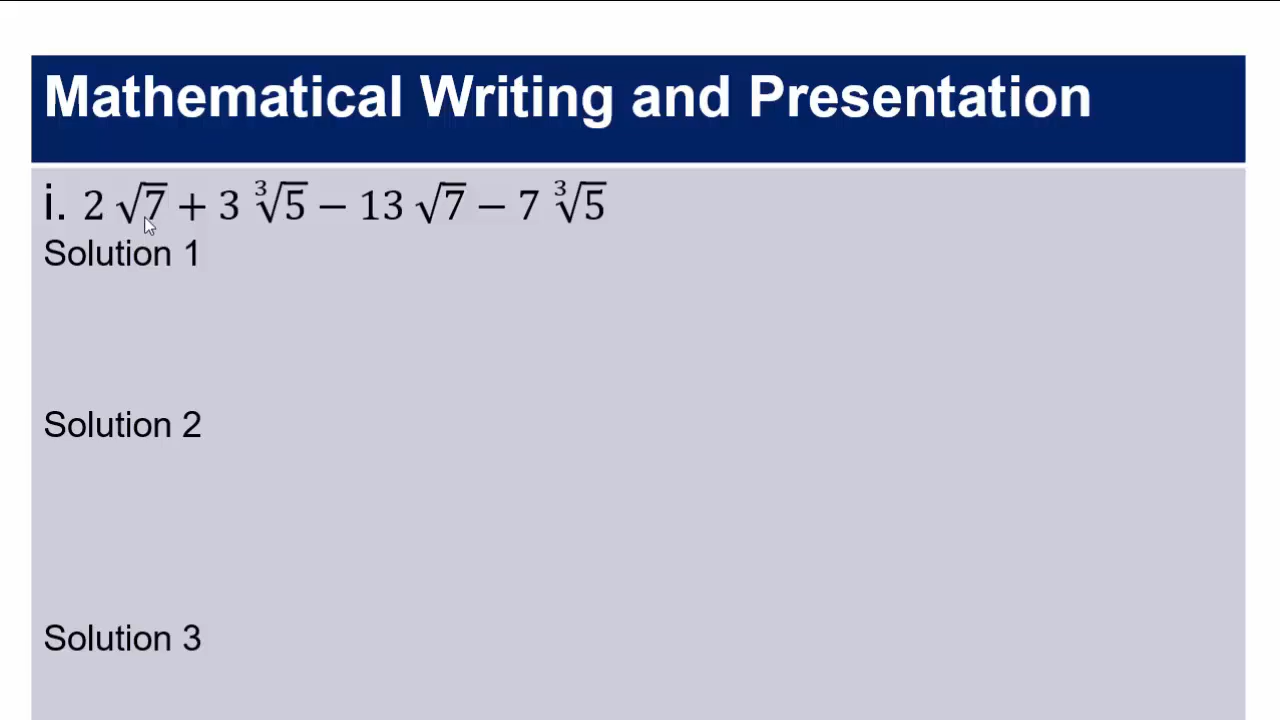 Mathematical Writing and Presentation
i. 2 √7 + 3 ∛5 − 13 √7 − 7 ∛5
Solution 1
Solution 2
Solution 3